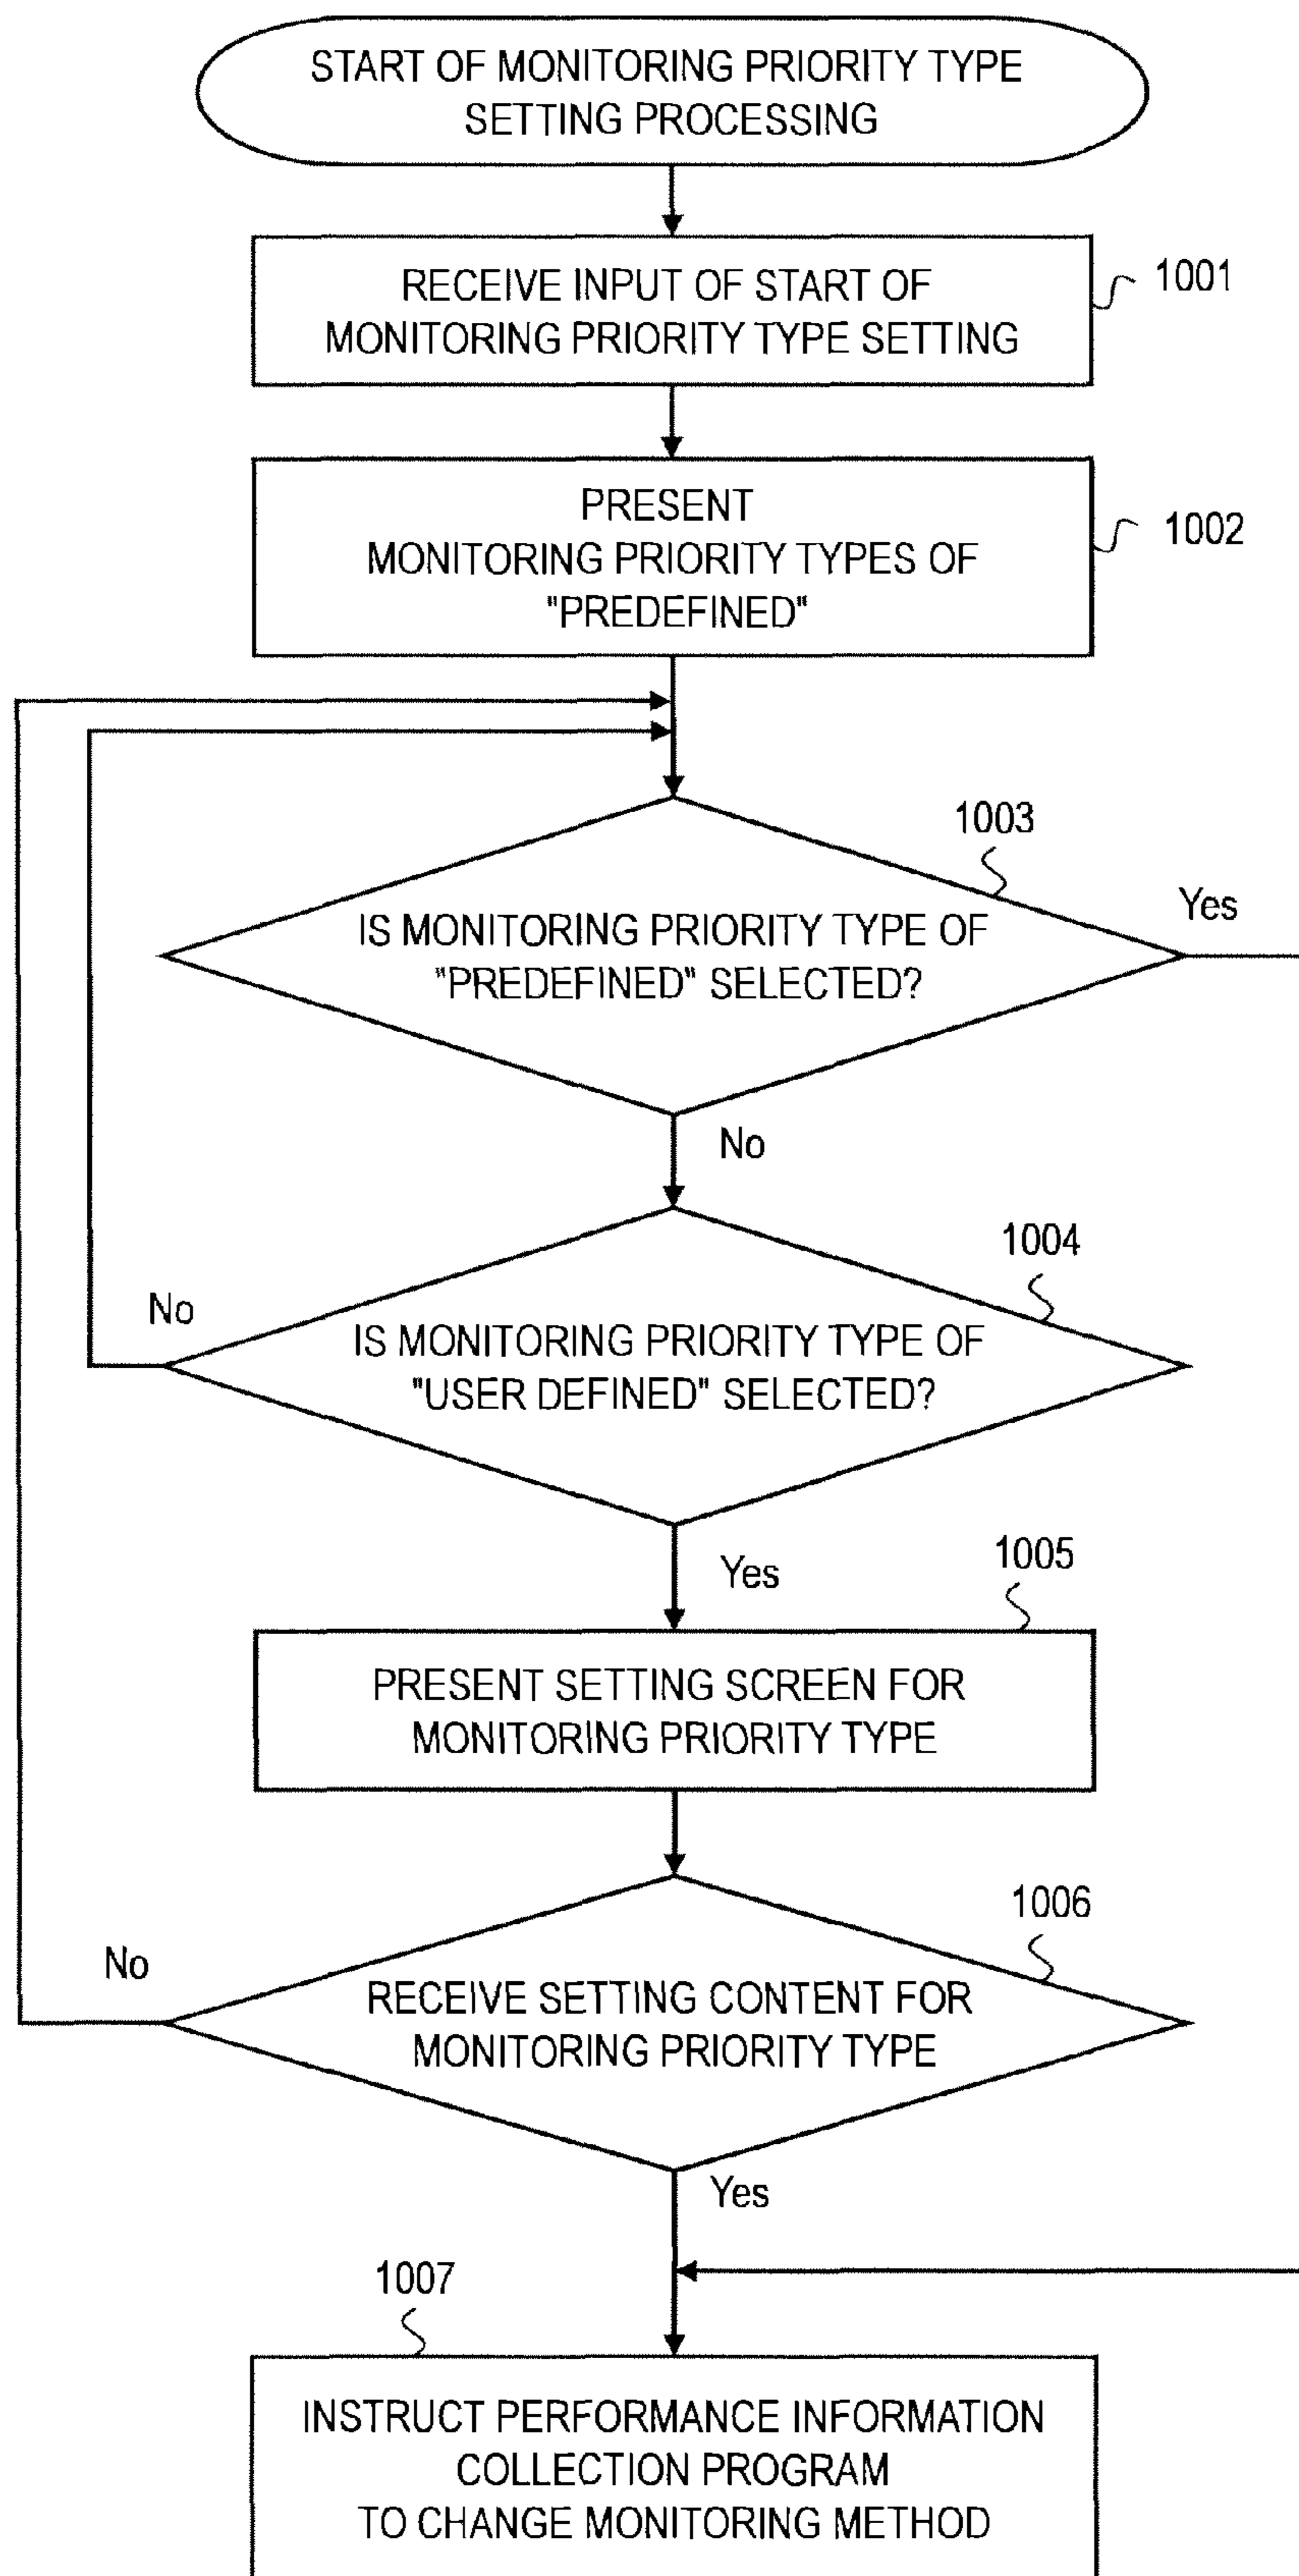 START OF MONITORING PRIORITY TYPE
SETTING PROCESSING
RECEIVE INPUT OF START OF
MONITORING PRIORITY TYPE SETTING
1001
PRESENT
MONITORING PRIORITY TYPES OF
"PREDEFINED"
1002
1003
Yes
IS MONITORING PRIORITY TYPE OF
"PREDEFINED" SELECTED?
No
1004
No
IS MONITORING PRIORITY TYPE OF
"USER DEFINED" SELECTED?
Yes
1005
PRESENT SETTING SCREEN FOR
MONITORING PRIORITY TYPE
1006
No
RECEIVE SETTING CONTENT FOR
MONITORING PRIORITY TYPE
Yes
1007
INSTRUCT PERFORMANCE INFORMATION
COLLECTION PROGRAM
TO CHANGE MONITORING METHOD